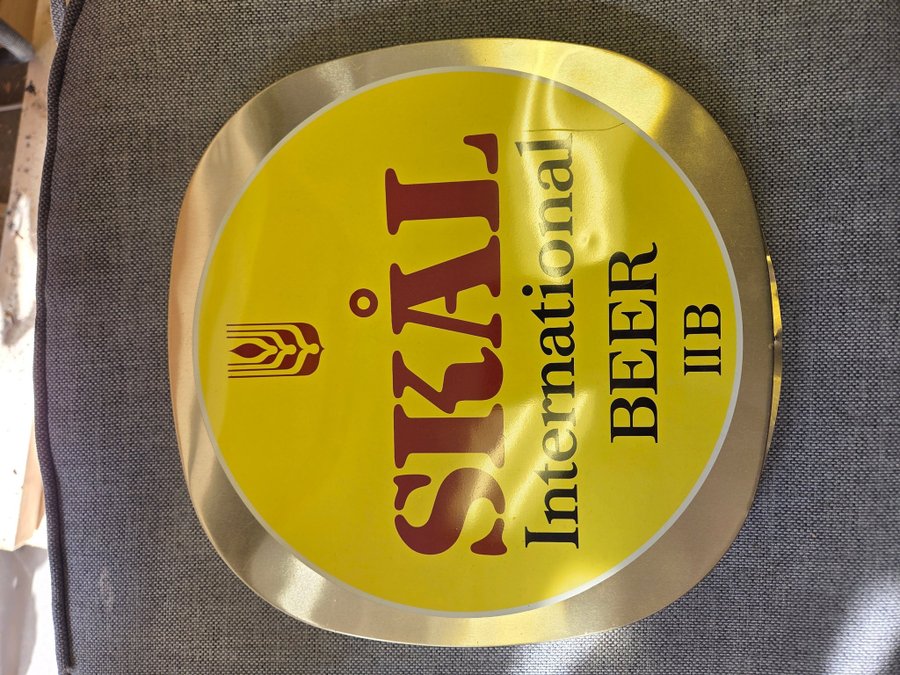 SKÅL
International
BEER
IIB